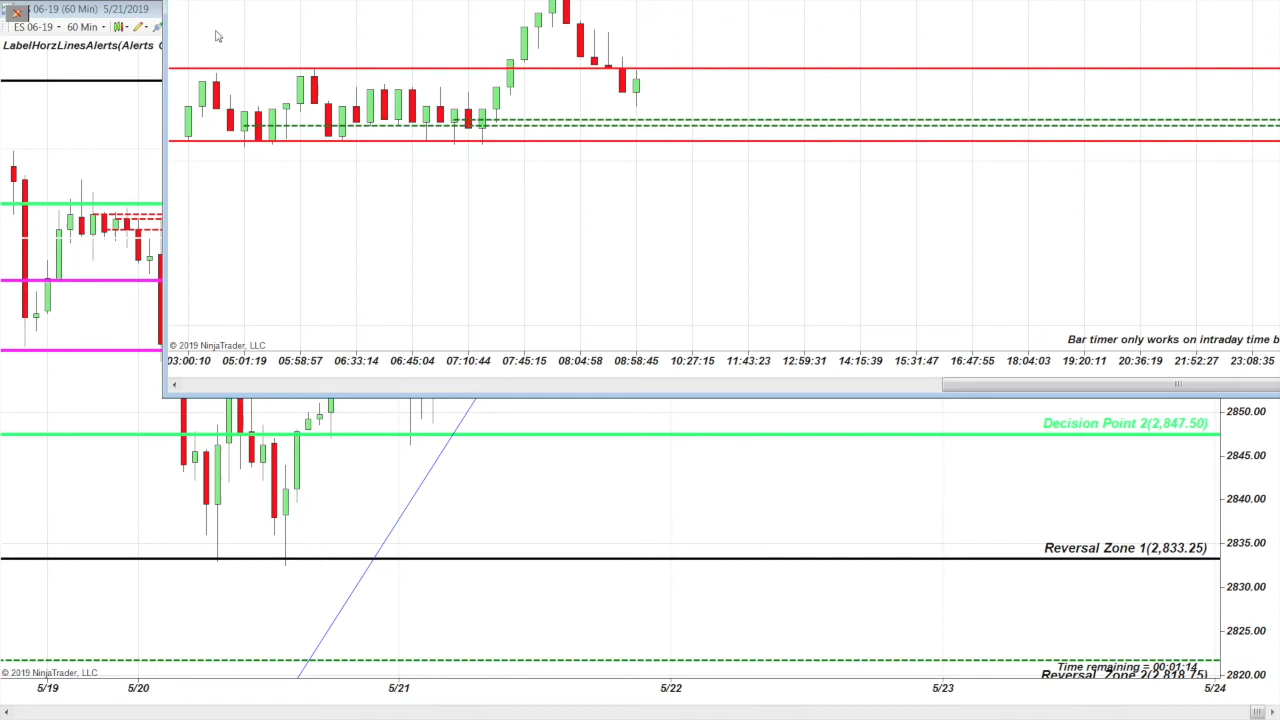 ES 06-19 (60 Min) 5/21/2019
ES 06-19 60 Min
LabelHorzLinesAlerts(Alerts
© 2019 NinjaTrader, LLC
Bar timer only works on intraday time b
03:00:10 05:01:19 05:58:57 06:33:14 06:45:04 07:10:44 07:45:15 08:04:58 08:58:45 10:27:15 11:43:23 12:59:31 14:15:39 15:31:47 16:47:55 18:04:03 19:20:11 20:36:19 21:52:27 23:08:35
2850.00
Decision Point 2(2,847.50)
2845.00
2840.00
2835.00
Reversal Zone 1(2,833.25)
2830.00
2825.00
Time remaining = 00:01:14
© 2019 NinjaTrader, LLC
Reversal Zone 2(2,818.75)
2820.00
5/19 5/20 5/21 5/22 5/23 5/24